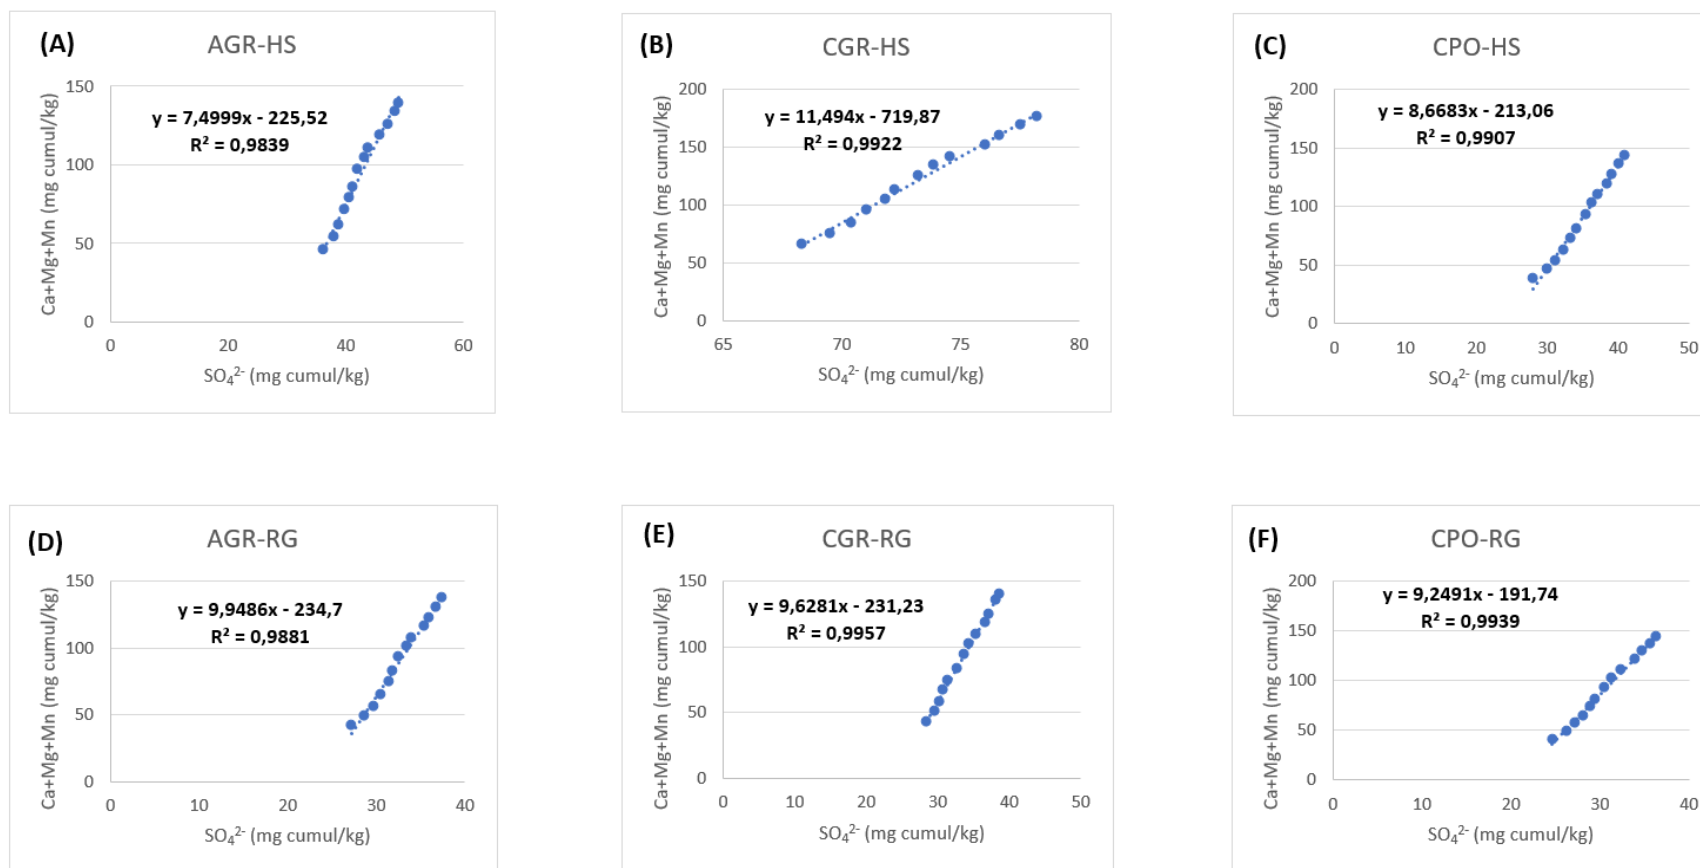 (A)
AGR-HS
Ca+Mg+Mn (mg cumul/kg)
150
100
50
0
y = 7,4999x - 225,52
R² = 0,9839
0 20 40 60
SO₄²⁻ (mg cumul/kg)
(B)
CGR-HS
Ca+Mg+Mn (mg cumul/kg)
200
150
100
50
0
y = 11,494x - 719,87
R² = 0,9922
65 70 75 80
SO₄²⁻ (mg cumul/kg)
(C)
CPO-HS
Ca+Mg+Mn (mg cumul/kg)
200
150
100
50
0
y = 8,6683x - 213,06
R² = 0,9907
0 10 20 30 40 50
SO₄²⁻ (mg cumul/kg)
(D)
AGR-RG
Ca+Mg+Mn (mg cumul/kg)
150
100
50
0
y = 9,9486x - 234,7
R² = 0,9881
0 10 20 30 40
SO₄²⁻ (mg cumul/kg)
(E)
CGR-RG
Ca+Mg+Mn (mg cumul/kg)
150
100
50
0
y = 9,6281x - 231,23
R² = 0,9957
0 10 20 30 40 50
SO₄²⁻ (mg cumul/kg)
(F)
CPO-RG
Ca+Mg+Mn (mg cumul/kg)
200
150
100
50
0
y = 9,2491x - 191,74
R² = 0,9939
0 10 20 30 40
SO₄²⁻ (mg cumul/kg)